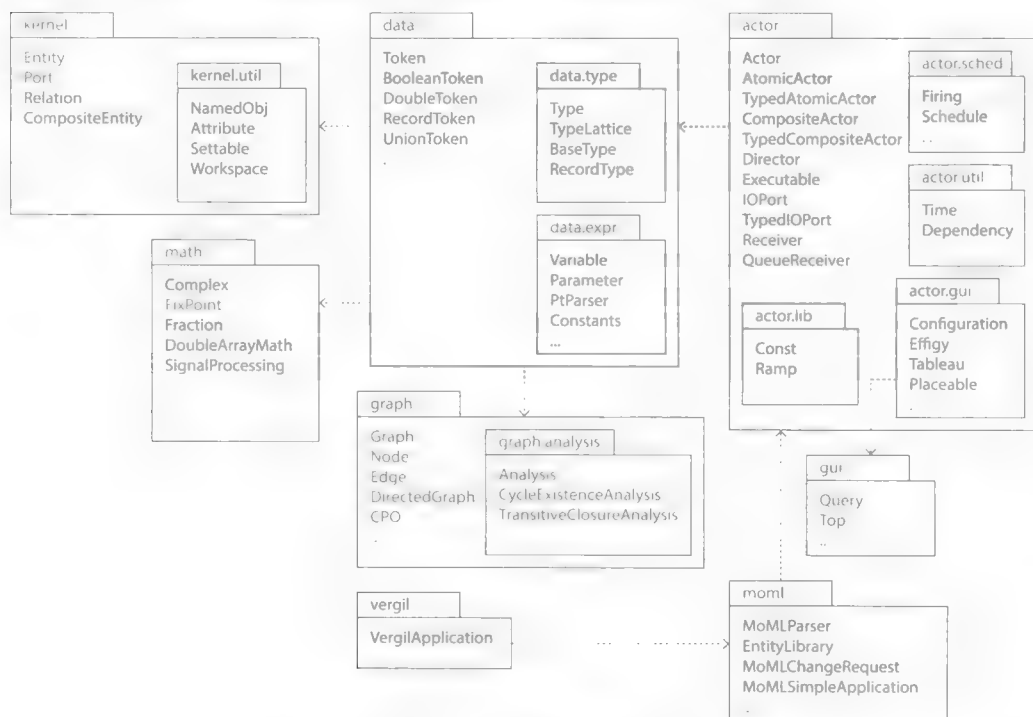 kernel
Entity
Port
Relation
CompositeEntity
kernel.util
NamedObj
Attribute
Settable
Workspace
data
Token
BooleanToken
DoubleToken
RecordToken
UnionToken
.
data.type
Type
TypeLattice
BaseType
RecordType
data.expr
Variable
Parameter
PtParser
Constants
...
actor
Actor
AtomicActor
TypedAtomicActor
CompositeActor
TypedCompositeActor
Director
Executable
IOPort
TypedIOPort
Receiver
QueueReceiver
actor.sched
Firing
Schedule
..
actor.util
Time
Dependency
actor.lib
Const
Ramp
actor.gui
Configuration
Effigy
Tableau
Placeable
.
math
Complex
FixPoint
Fraction
DoubleArrayMath
SignalProcessing
graph
Graph
Node
Edge
DirectedGraph
CPO
.
graph.analysis
Analysis
CycleExistenceAnalysis
TransitiveClosureAnalysis
gui
Query
Top
..
vergil
VergilApplication
moml
MoMLParser
EntityLibrary
MoMLChangeRequest
MoMLSimpleApplication
.